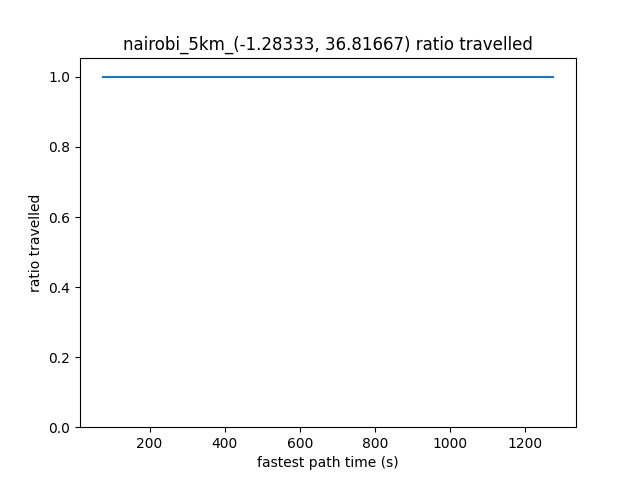 nairobi_5km_(-1.28333, 36.81667) ratio travelled
1.0
0.8
0.6
0.4
0.2
0.0
ratio travelled
200 400 600 800 1000 1200
fastest path time (s)